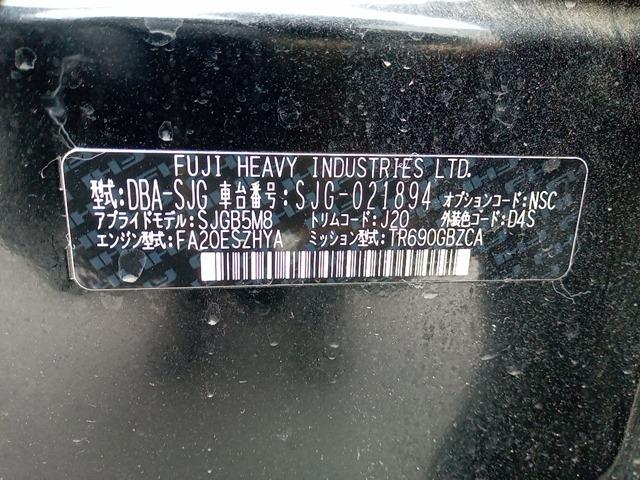 FUJI HEAVY INDUSTRIES LTD.
型式:DBA-SJG 車台番号:SJG-021894 オプションコード:NSC
アプライドモデル:SJGB5M8 トリムコード:J20 外装色コード:D4S
エンジン型式:FA20ESZHYA ミッション型式:TR690GBZCA